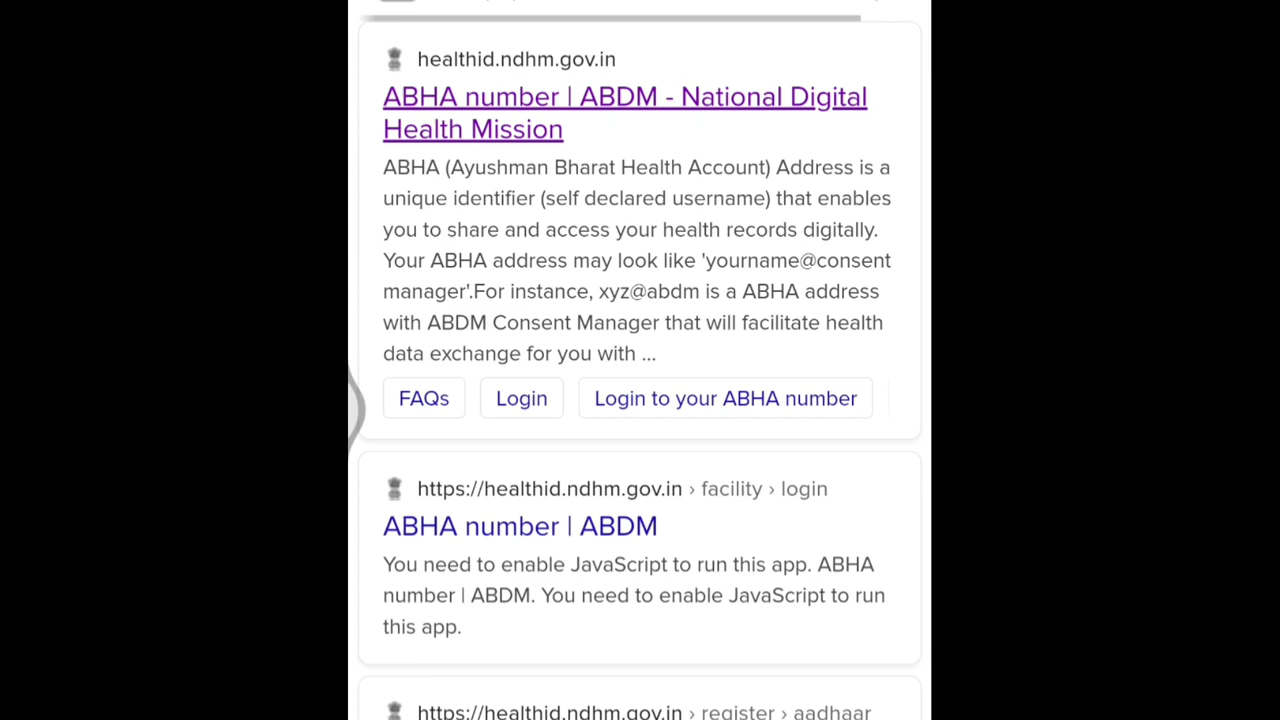 healthid.ndhm.gov.in
ABHA number | ABDM - National Digital
Health Mission
ABHA (Ayushman Bharat Health Account) Address is a
unique identifier (self declared username) that enables
you to share and access your health records digitally.
Your ABHA address may look like 'yourname@consent
manager'.For instance, xyz@abdm is a ABHA address
with ABDM Consent Manager that will facilitate health
data exchange for you with ...
FAQs Login Login to your ABHA number
https://healthid.ndhm.gov.in › facility › login
ABHA number | ABDM
You need to enable JavaScript to run this app. ABHA
number | ABDM. You need to enable JavaScript to run
this app.
https://healthid.ndhm.gov.in › register › aadhaar